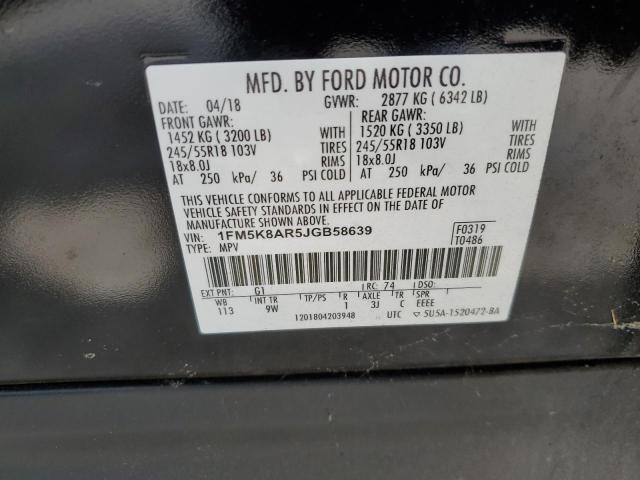 MFD. BY FORD MOTOR CO.
DATE: 04/18 GVWR: 2877 KG ( 6342 LB)
FRONT GAWR: REAR GAWR:
1452 KG ( 3200 LB) WITH 1520 KG ( 3350 LB) WITH
245/55R18 103V TIRES 245/55R18 103V TIRES
18x8.0J RIMS 18x8.0J RIMS
AT 250 kPa/ 36 PSI COLD AT 250 kPa/ 36 PSI COLD
THIS VEHICLE CONFORMS TO ALL APPLICABLE FEDERAL MOTOR
VEHICLE SAFETY STANDARDS IN EFFECT ON THE DATE OF
MANUFACTURE SHOWN ABOVE.
VIN: 1FM5K8AR5JGB58639 F0319
TYPE: MPV T0486
EXT PNT: G1 RC: 74 DSO:
WB INT TR TP/PS R AXLE TR SPR
113 9W 1 3J C EEEE
1201804203948 UTC ▽ 5U5A-1520472-BA